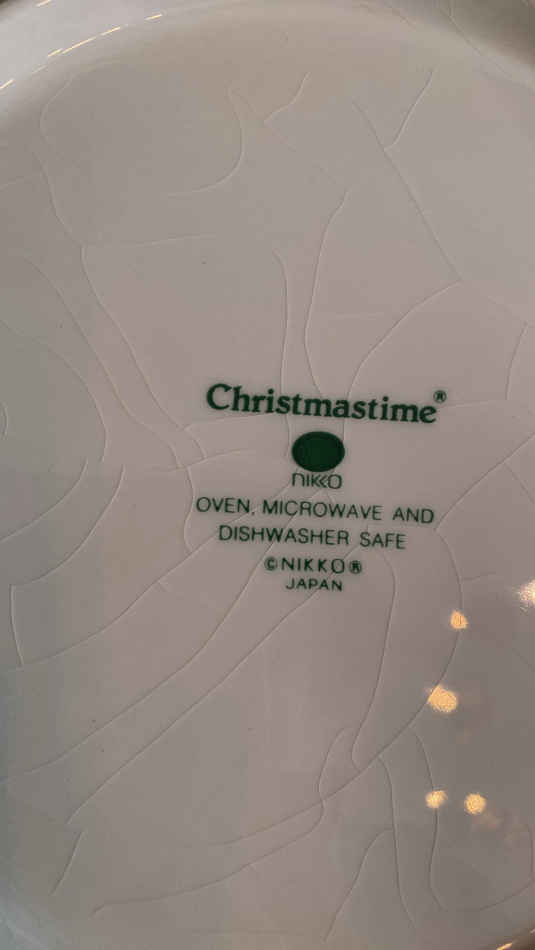 Christmastime®
NIKKO
OVEN, MICROWAVE AND
DISHWASHER SAFE
©NIKKO®
JAPAN